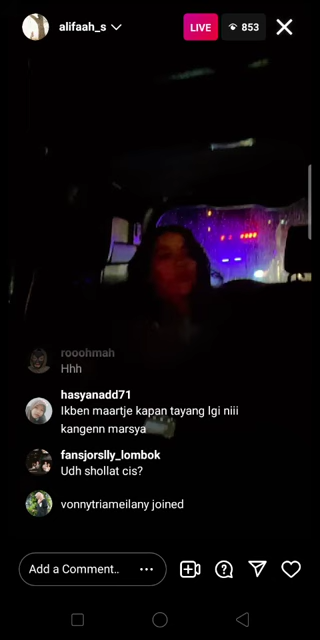 alifaah_s
LIVE
853
rooohmah
Hhh
hasyanadd71
Ikben maartje kapan tayang lgi niii
kangenn marsya
fansjorslly_lombok
Udh shollat cis?
vonnytriameilany joined
Add a Comment..